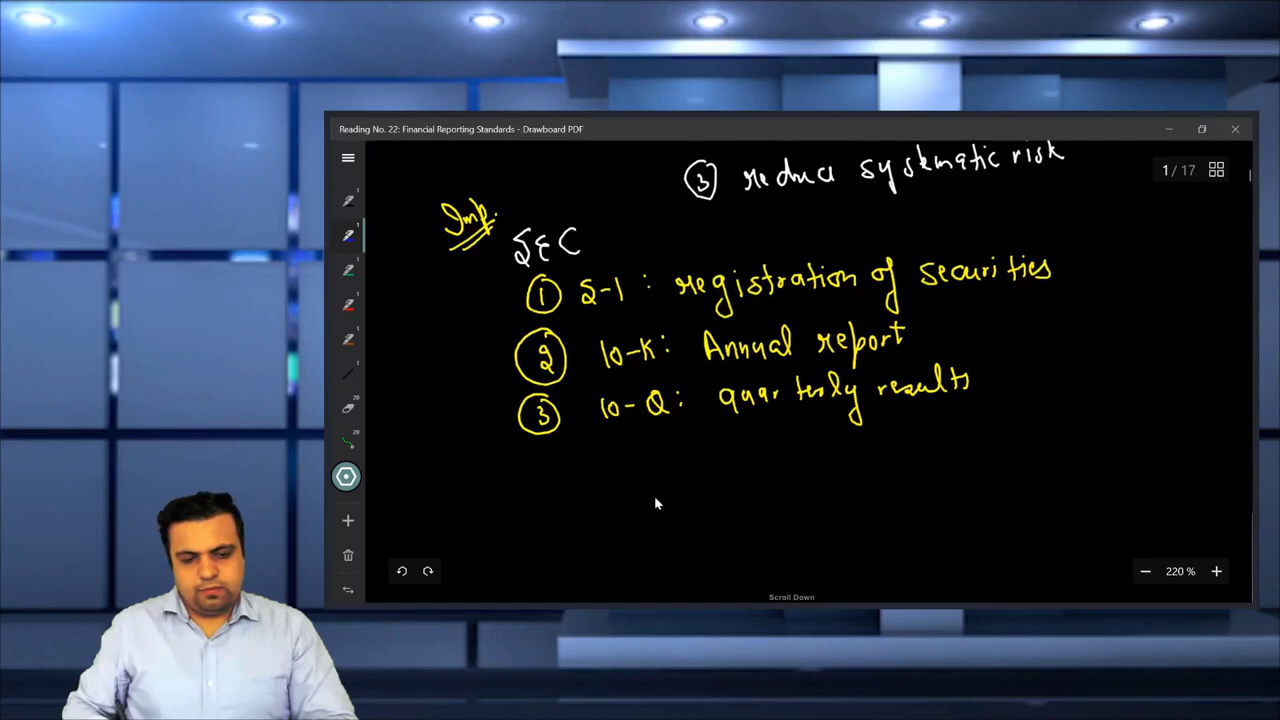 Reading No. 22: Financial Reporting Standards - Drawboard PDF
1 / 17
③ reduce systematic risk
Imp.
SEC
① S-1 : registration of securities
② 10-K: Annual report
③ 10-Q: quarterly results
220 %
Scroll Down